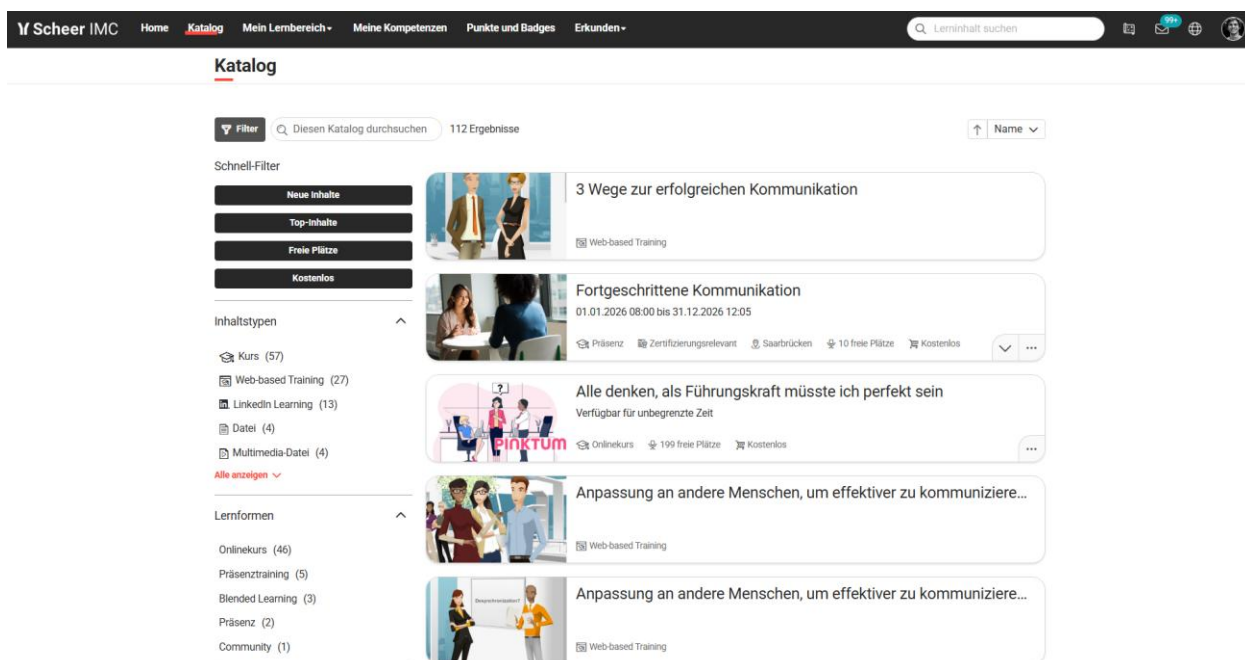 Scheer IMC Home Katalog Mein Lernbereich Meine Kompetenzen Punkte und Badges Erkunden Lerninhalt suchen 99+
Katalog
Filter Diesen Katalog durchsuchen 112 Ergebnisse Name
Schnell-Filter
Neue Inhalte
Top-Inhalte
Freie Plätze
Kostenlos
Inhaltstypen
Kurs (57)
Web-based Training (27)
LinkedIn Learning (13)
Datei (4)
Multimedia-Datei (4)
Alle anzeigen
Lernformen
Onlinekurs (46)
Präsenztraining (5)
Blended Learning (3)
Präsenz (2)
Community (1)
3 Wege zur erfolgreichen Kommunikation
Web-based Training
Fortgeschrittene Kommunikation
01.01.2026 08:00 bis 31.12.2026 12:05
Präsenz Zertifizierungsrelevant Saarbrücken 10 freie Plätze Kostenlos
...
?
PINKTUM
Alle denken, als Führungskraft müsste ich perfekt sein
Verfügbar für unbegrenzte Zeit
Onlinekurs 199 freie Plätze Kostenlos
...
Anpassung an andere Menschen, um effektiver zu kommuniziere...
Web-based Training
Anpassung an andere Menschen, um effektiver zu kommuniziere...
Web-based Training